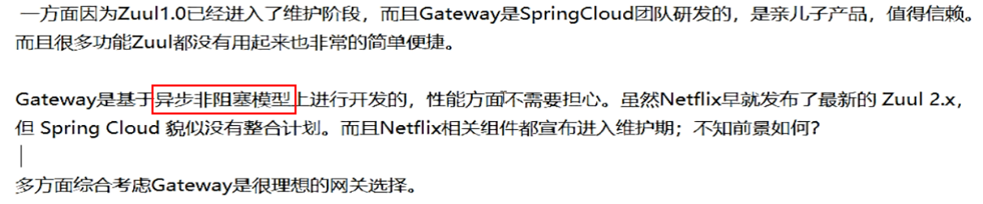 一方面因为Zuul1.0已经进入了维护阶段，而且Gateway是SpringCloud团队研发的，是亲儿子产品，值得信赖。
而且很多功能Zuul都没有用起来也非常的简单便捷。
Gateway是基于异步非阻塞模型上进行开发的，性能方面不需要担心。虽然Netflix早就发布了最新的 Zuul 2.x，
但 Spring Cloud 貌似没有整合计划。而且Netflix相关组件都宣布进入维护期；不知前景如何？
多方面综合考虑Gateway是很理想的网关选择。